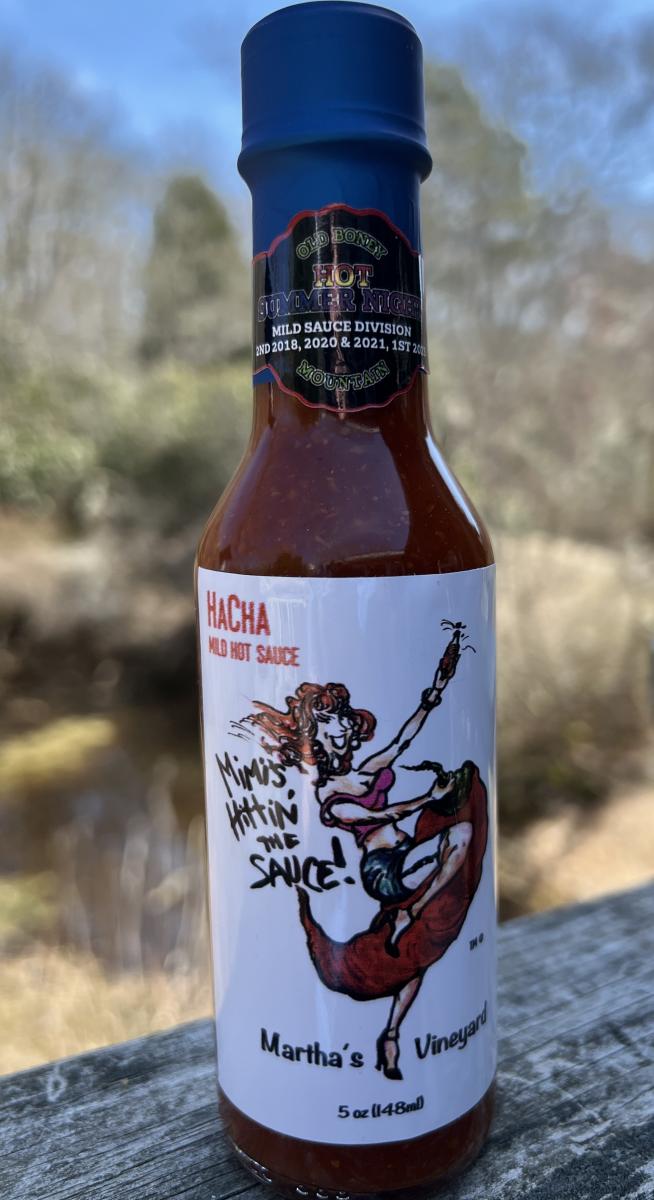 OLD BONEY
HOT
SUMMER NIGHT
MILD SAUCE DIVISION
2ND 2018, 2020 & 2021, 1ST
MOUNTAIN
HACHA
MILD HOT SAUCE
MiMi's
HittiN'
THE
SAUCE!
TM ©
Martha's Vineyard
5 oz (148ml)